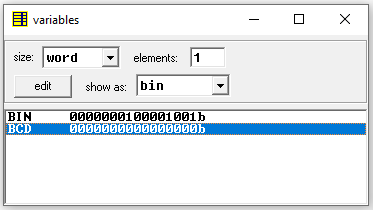 variables
size: word elements: 1
edit show as: bin
BIN 0000000100001001b
BCD 0000000000000000b